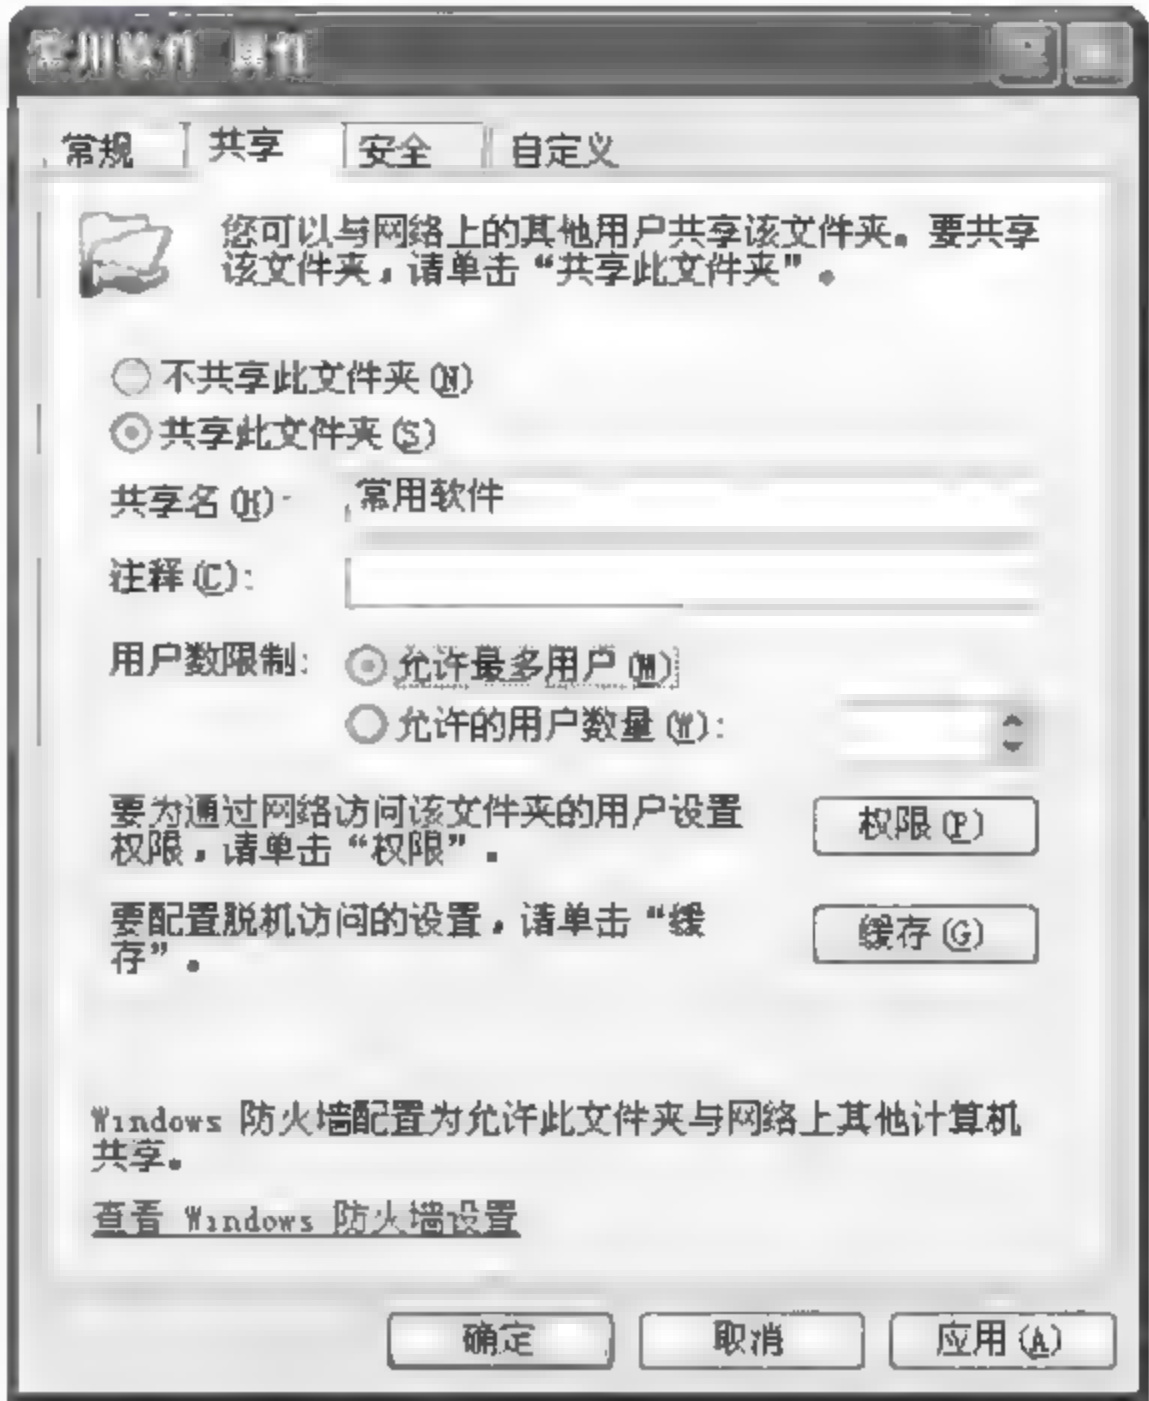 常用软件 属性
常规 共享 安全 自定义
您可以与网络上的其他用户共享该文件夹。要共享
该文件夹，请单击“共享此文件夹”。
不共享此文件夹(N)
共享此文件夹(S)
共享名(H): 常用软件
注释(C):
用户数限制: 允许最多用户(M)
允许的用户数量(W):
要为通过网络访问该文件夹的用户设置 权限(P)
权限，请单击“权限”。
要配置脱机访问的设置，请单击“缓 缓存(G)
存”。
Windows 防火墙配置为允许此文件夹与网络上其他计算机
共享。
查看 Windows 防火墙设置
确定 取消 应用(A)